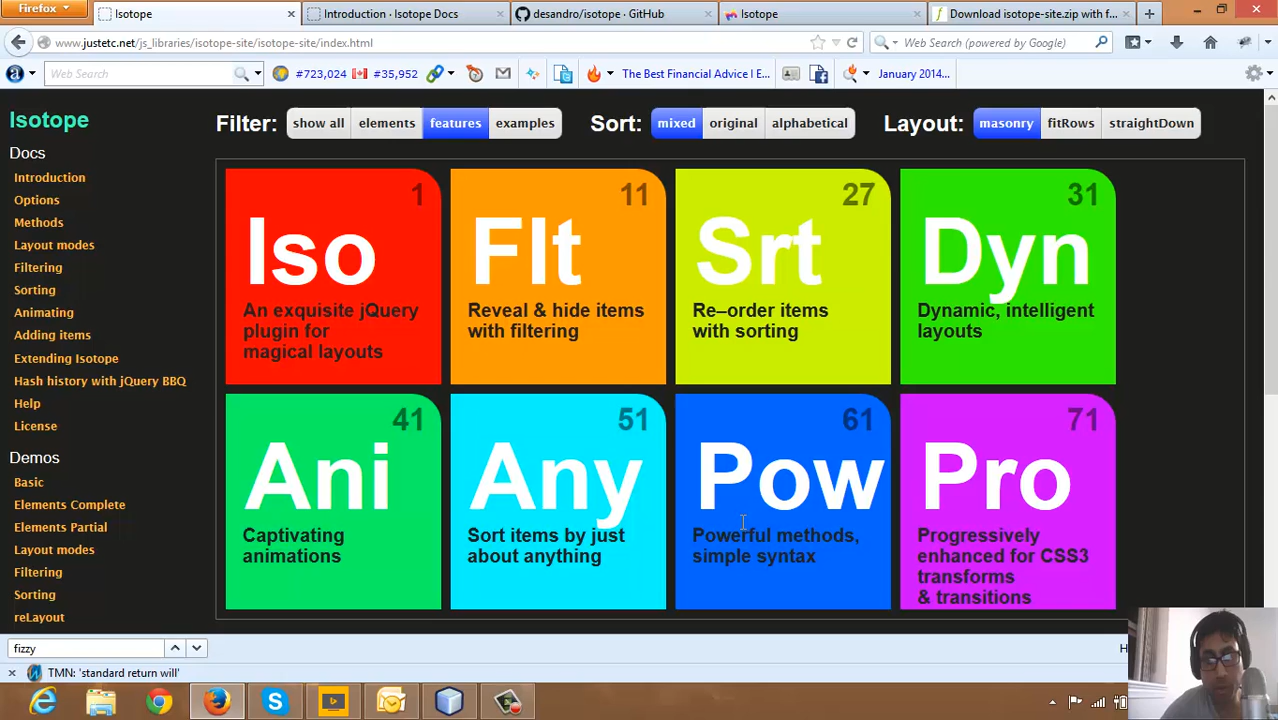 Firefox
Isotope
Introduction · Isotope Docs
desandro/isotope · GitHub
Isotope
Download isotope-site.zip with f...
www.justetc.net/js_libraries/isotope-site/isotope-site/index.html
Web Search (powered by Google)
Web Search
#723,024
#35,952
The Best Financial Advice I E...
January 2014...
Isotope
Filter:
show all
elements
features
examples
Sort:
mixed
original
alphabetical
Layout:
masonry
fitRows
straightDown
Docs
Introduction
Options
Methods
Layout modes
Filtering
Sorting
Animating
Adding items
Extending Isotope
Hash history with jQuery BBQ
Help
License
Demos
Basic
Elements Complete
Elements Partial
Layout modes
Filtering
Sorting
reLayout
1
Iso
An exquisite jQuery
plugin for
magical layouts
11
Flt
Reveal & hide items
with filtering
27
Srt
Re–order items
with sorting
31
Dyn
Dynamic, intelligent
layouts
41
Ani
Captivating
animations
51
Any
Sort items by just
about anything
61
Pow
Powerful methods,
simple syntax
71
Pro
Progressively
enhanced for CSS3
transforms
& transitions
fizzy
TMN: 'standard return will'